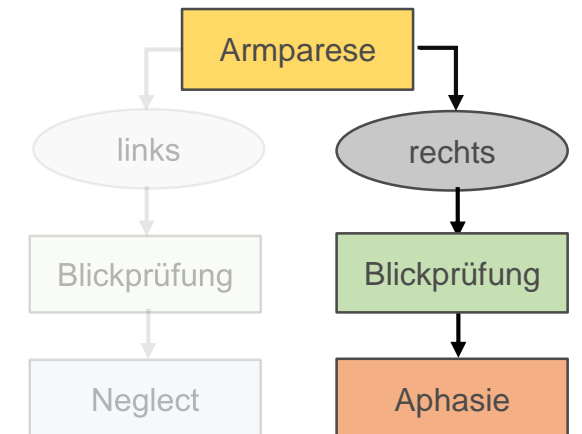 Armparese
links
rechts
Blickprüfung
Blickprüfung
Neglect
Aphasie